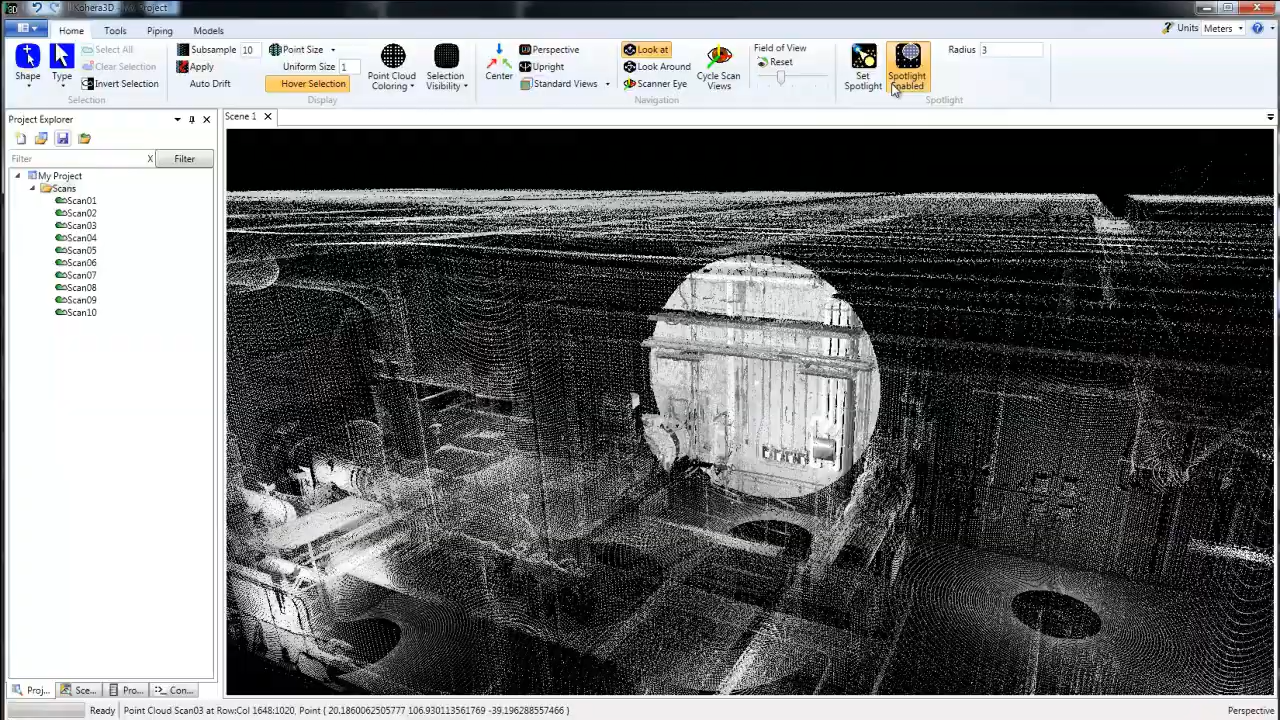 Kohera3D - My Project
Home Tools Piping Models
Units Meters
Shape
Type
Select All
Clear Selection
Invert Selection
Selection
Subsample 10
Apply
Auto Drift
Point Size
Uniform Size 1
Hover Selection
Point Cloud
Coloring
Selection
Visibility
Display
Center
Perspective
Upright
Standard Views
Look at
Look Around
Scanner Eye
Cycle Scan
Views
Navigation
Field of View
Reset
Set
Spotlight
Spotlight
Enabled
Radius 3
Spotlight
Project Explorer
Scene 1
Filter X Filter
My Project
Scans
Scan01
Scan02
Scan03
Scan04
Scan05
Scan06
Scan07
Scan08
Scan09
Scan10
Proj... Sce... Pro... Con...
Ready Point Cloud Scan03 at Row:Col 1648:1020, Point { 20.1860062505777 106.930113561769 -39.196288557466 } Perspective